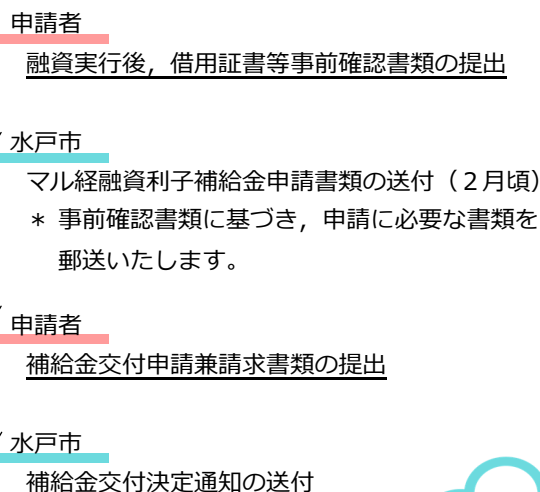 申請者
融資実行後，借用証書等事前確認書類の提出
水戸市
マル経融資利子補給金申請書類の送付（２月頃）
＊ 事前確認書類に基づき，申請に必要な書類を
郵送いたします。
申請者
補給金交付申請兼請求書類の提出
水戸市
補給金交付決定通知の送付